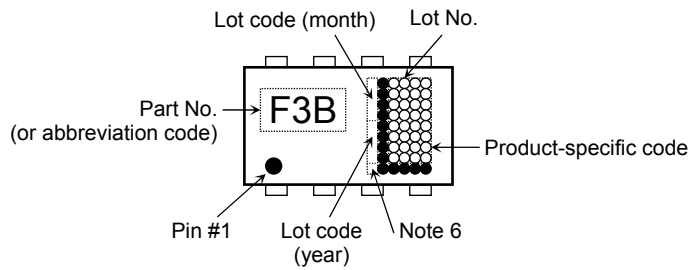 Lot code (month)
Lot No.
Part No.
(or abbreviation code)
F3B
Product-specific code
Pin #1
Lot code
(year)
Note 6